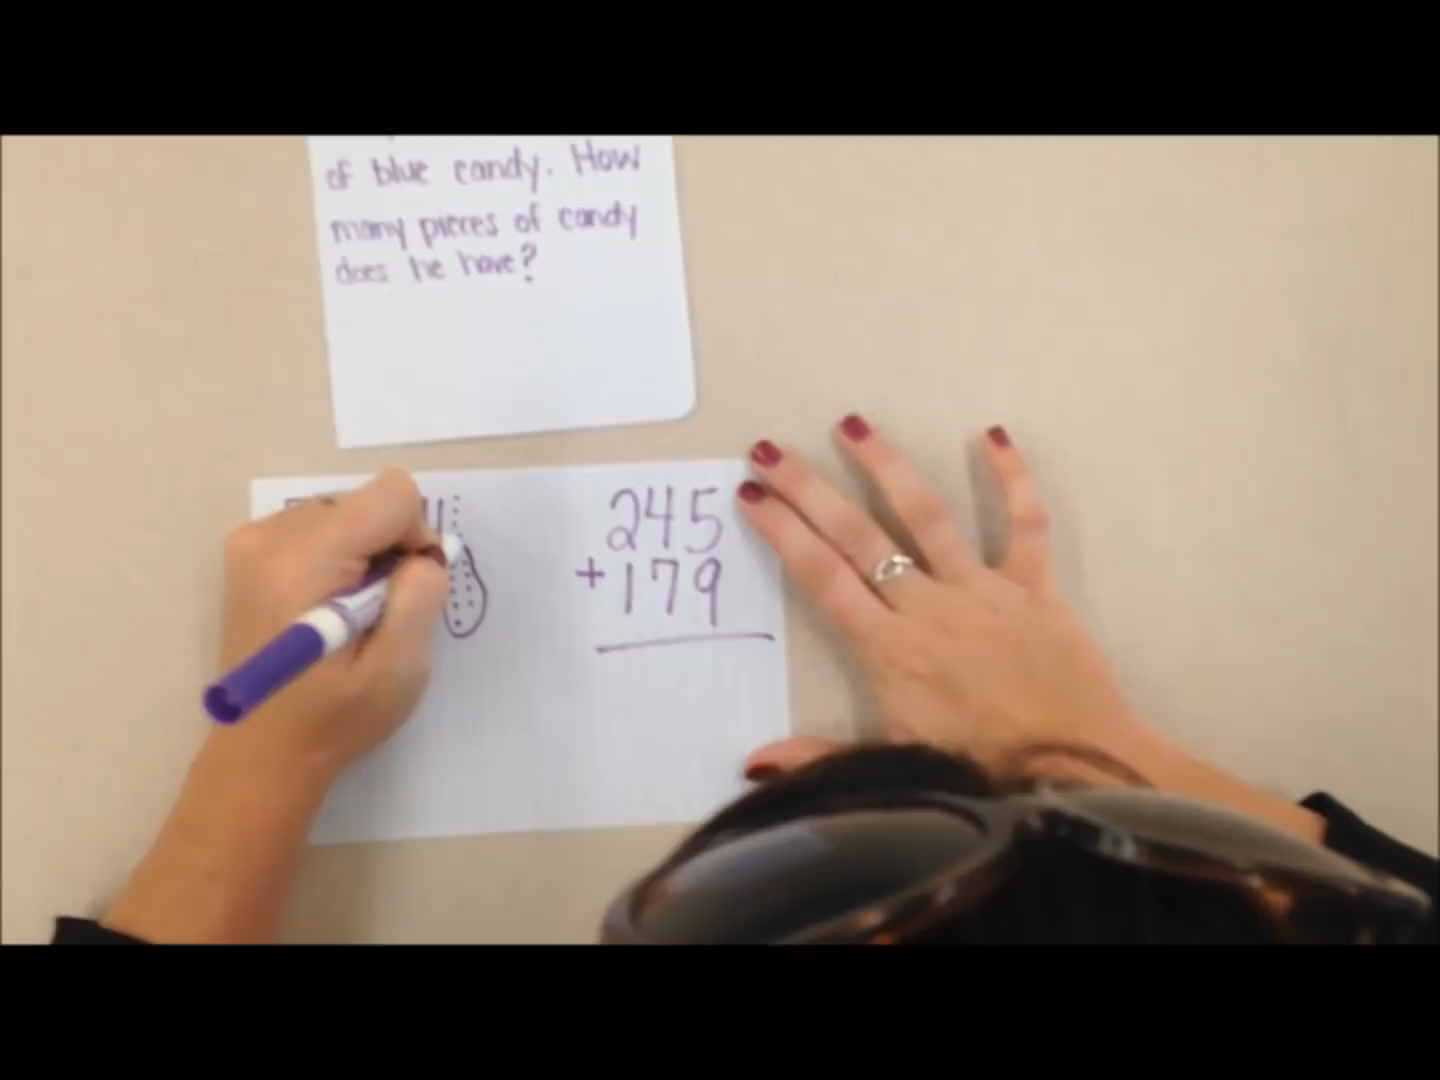 of blue candy. How
many pieces of candy
does he have?
245
+ 179